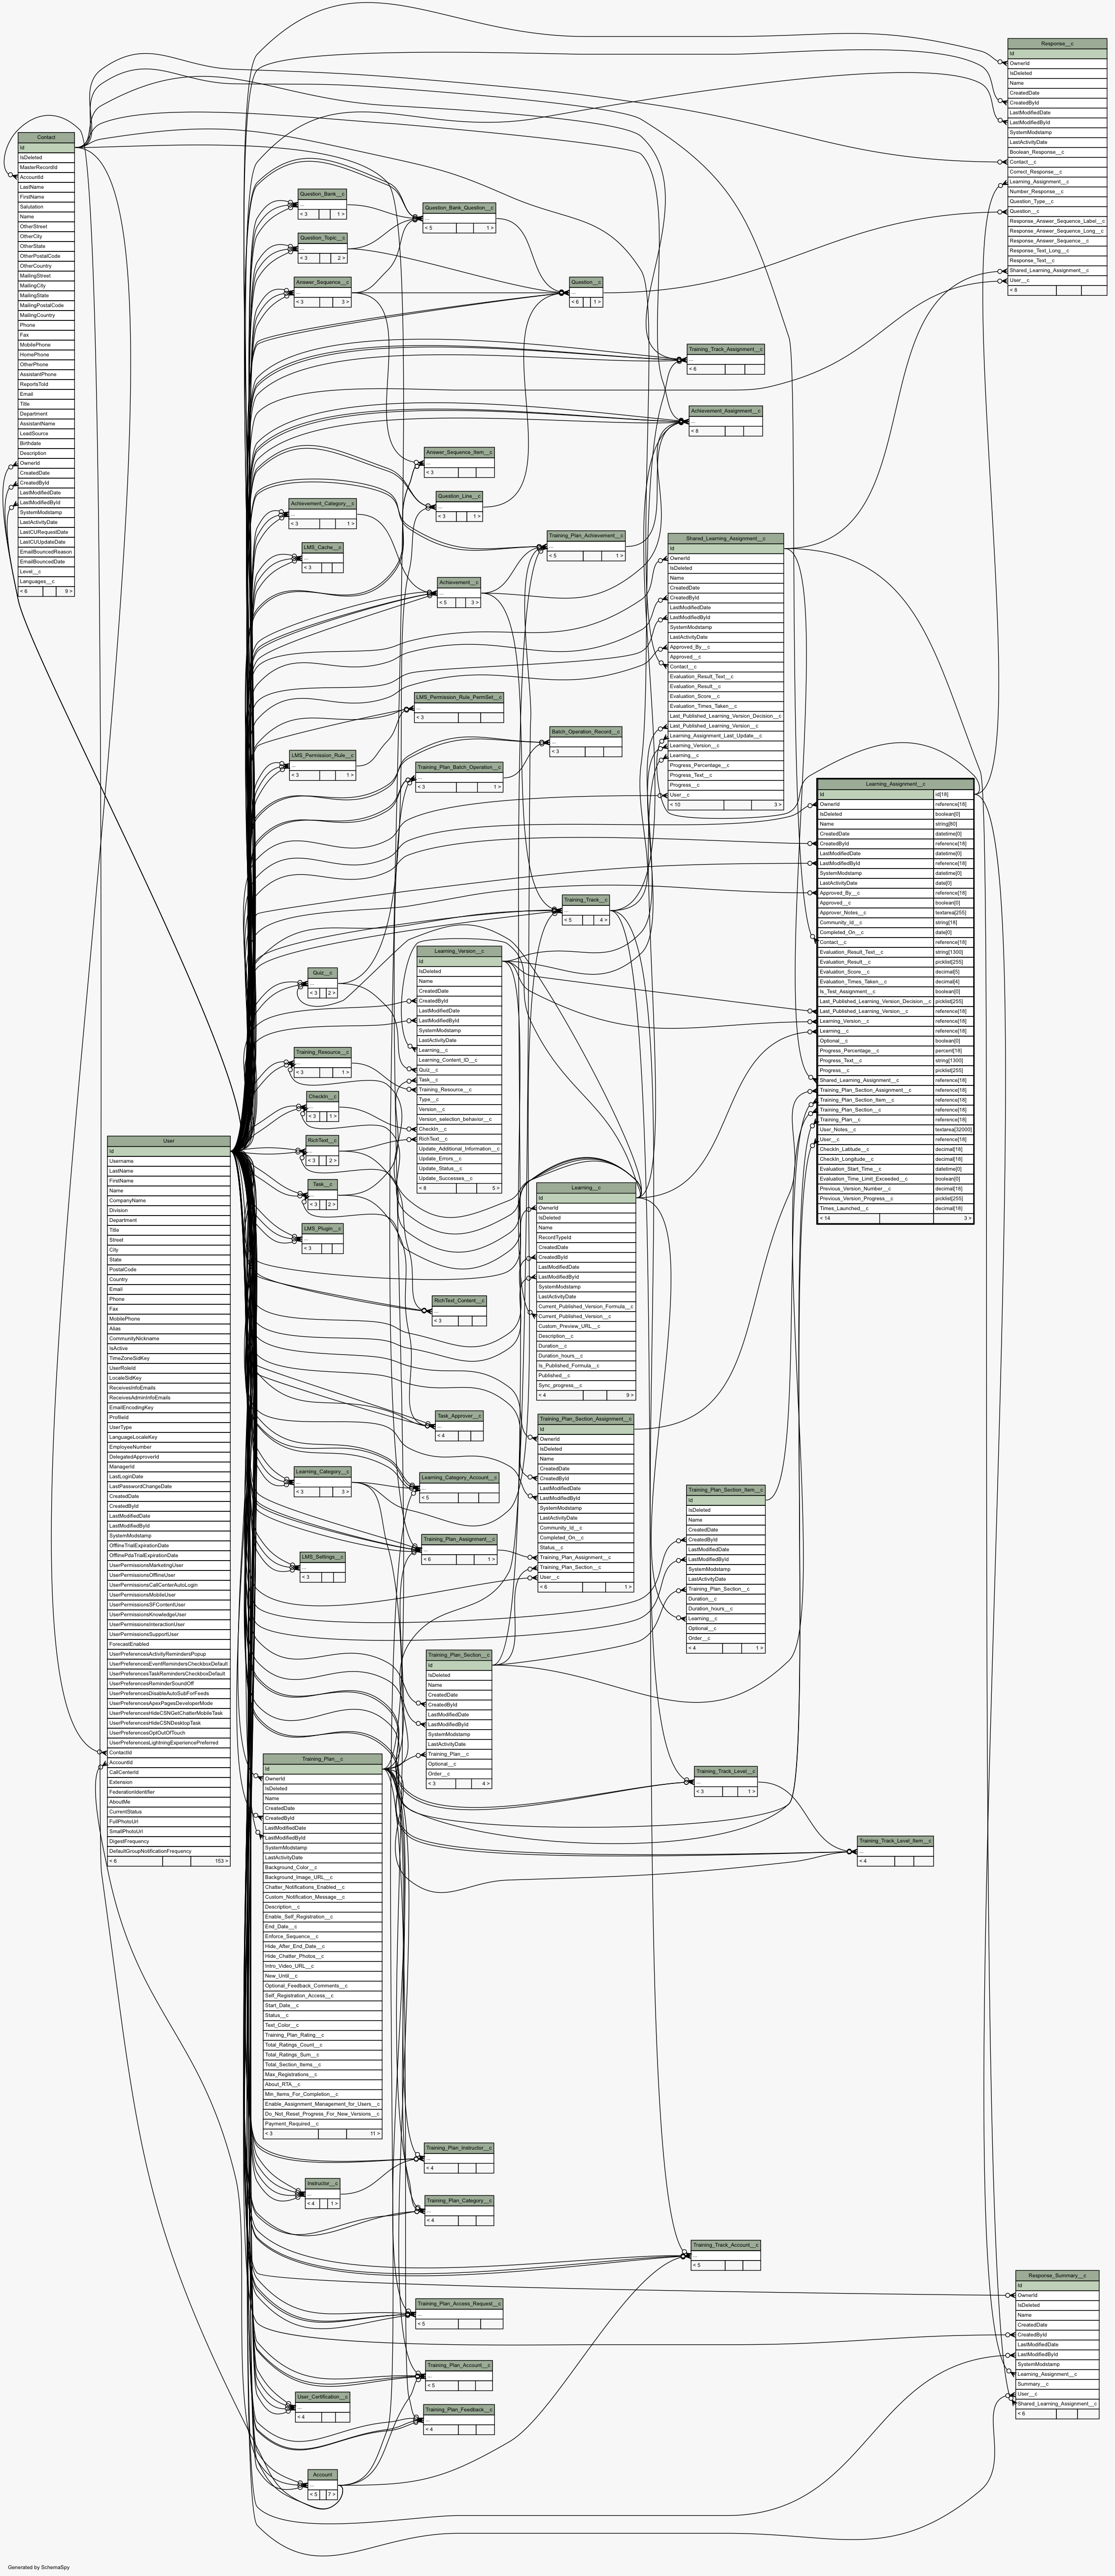 Response__c
Id
OwnerId
IsDeleted
Name
CreatedDate
CreatedById
LastModifiedDate
LastModifiedById
SystemModstamp
LastActivityDate
Boolean_Response__c
Contact__c
Correct_Response__c
Learning_Assignment__c
Number_Response__c
Question_Type__c
Question__c
Response_Answer_Sequence_Label__c
Response_Answer_Sequence_Long__c
Response_Answer_Sequence__c
Response_Text_Long__c
Response_Text__c
Shared_Learning_Assignment__c
User__c
< 8
Contact
Id
IsDeleted
MasterRecordId
AccountId
LastName
FirstName
Salutation
Name
OtherStreet
OtherCity
OtherState
OtherPostalCode
OtherCountry
MailingStreet
MailingCity
MailingState
MailingPostalCode
MailingCountry
Phone
Fax
MobilePhone
HomePhone
OtherPhone
AssistantPhone
ReportsToId
Email
Title
Department
AssistantName
LeadSource
Birthdate
Description
OwnerId
CreatedDate
CreatedById
LastModifiedDate
LastModifiedById
SystemModstamp
LastActivityDate
LastCURequestDate
LastCUUpdateDate
EmailBouncedReason
EmailBouncedDate
Level__c
Languages__c
< 6 9 >
Question_Bank__c
...
< 3 1 >
Question_Bank_Question__c
...
< 5 1 >
Question_Topic__c
...
< 3 2 >
Answer_Sequence__c
...
< 3 3 >
Question__c
...
< 6 1 >
Training_Track_Assignment__c
...
< 6
Achievement_Assignment__c
...
< 8
Answer_Sequence_Item__c
...
< 3
Question_Line__c
...
< 3 1 >
Achievement_Category__c
...
< 3 1 >
LMS_Cache__c
...
< 3
Training_Plan_Achievement__c
...
< 5 1 >
Achievement__c
...
< 5 3 >
Shared_Learning_Assignment__c
Id
OwnerId
IsDeleted
Name
CreatedDate
CreatedById
LastModifiedDate
LastModifiedById
SystemModstamp
LastActivityDate
Approved_By__c
Approved__c
Contact__c
Evaluation_Result_Text__c
Evaluation_Result__c
Evaluation_Score__c
Evaluation_Times_Taken__c
Last_Published_Learning_Version_Decision__c
Last_Published_Learning_Version__c
Learning_Assignment_Last_Update__c
Learning_Version__c
Learning__c
Progress_Percentage__c
Progress_Text__c
Progress__c
User__c
< 10 3 >
LMS_Permission_Rule_PermSet__c
...
< 3
LMS_Permission_Rule__c
...
< 3 1 >
Batch_Operation_Record__c
...
< 3
Training_Plan_Batch_Operation__c
...
< 3 1 >
Learning_Assignment__c
Id id[18]
OwnerId reference[18]
IsDeleted boolean[0]
Name string[80]
CreatedDate datetime[0]
CreatedById reference[18]
LastModifiedDate datetime[0]
LastModifiedById reference[18]
SystemModstamp datetime[0]
LastActivityDate date[0]
Approved_By__c reference[18]
Approved__c boolean[0]
Approver_Notes__c textarea[255]
Community_Id__c string[18]
Completed_On__c date[0]
Contact__c reference[18]
Evaluation_Result_Text__c string[1300]
Evaluation_Result__c picklist[255]
Evaluation_Score__c decimal[5]
Evaluation_Times_Taken__c decimal[4]
Is_Test_Assignment__c boolean[0]
Last_Published_Learning_Version_Decision__c picklist[255]
Last_Published_Learning_Version__c reference[18]
Learning_Version__c reference[18]
Learning__c reference[18]
Optional__c boolean[0]
Progress_Percentage__c percent[18]
Progress_Text__c string[1300]
Progress__c picklist[255]
Shared_Learning_Assignment__c reference[18]
Training_Plan_Section_Assignment__c reference[18]
Training_Plan_Section_Item__c reference[18]
Training_Plan_Section__c reference[18]
Training_Plan__c reference[18]
User_Notes__c textarea[32000]
User__c reference[18]
CheckIn_Latitude__c decimal[18]
CheckIn_Longitude__c decimal[18]
Evaluation_Start_Time__c datetime[0]
Evaluation_Time_Limit_Exceeded__c boolean[0]
Previous_Version_Number__c decimal[18]
Previous_Version_Progress__c picklist[255]
Times_Launched__c decimal[18]
< 14 3 >
Training_Track__c
...
< 5 4 >
Learning_Version__c
Id
IsDeleted
Name
CreatedDate
CreatedById
LastModifiedDate
LastModifiedById
SystemModstamp
LastActivityDate
Learning__c
Learning_Content_ID__c
Quiz__c
Task__c
Training_Resource__c
Type__c
Version__c
Version_selection_behavior__c
CheckIn__c
RichText__c
Update_Additional_Information__c
Update_Errors__c
Update_Status__c
Update_Successes__c
< 8 5 >
Quiz__c
...
< 3 2 >
Training_Resource__c
...
< 3 1 >
CheckIn__c
...
< 3 1 >
RichText__c
...
< 3 2 >
Task__c
...
< 3 2 >
LMS_Plugin__c
...
< 3
RichText_Content__c
...
< 3
Learning__c
Id
OwnerId
IsDeleted
Name
RecordTypeId
CreatedDate
CreatedById
LastModifiedDate
LastModifiedById
SystemModstamp
LastActivityDate
Current_Published_Version_Formula__c
Current_Published_Version__c
Custom_Preview_URL__c
Description__c
Duration__c
Duration_hours__c
Is_Published_Formula__c
Published__c
Sync_progress__c
< 4 9 >
User
Id
Username
LastName
FirstName
Name
CompanyName
Division
Department
Title
Street
City
State
PostalCode
Country
Email
Phone
Fax
MobilePhone
Alias
CommunityNickname
IsActive
TimeZoneSidKey
UserRoleId
LocaleSidKey
ReceivesInfoEmails
ReceivesAdminInfoEmails
EmailEncodingKey
ProfileId
UserType
LanguageLocaleKey
EmployeeNumber
DelegatedApproverId
ManagerId
LastLoginDate
LastPasswordChangeDate
CreatedDate
CreatedById
LastModifiedDate
LastModifiedById
SystemModstamp
OfflineTrialExpirationDate
OfflinePdaTrialExpirationDate
UserPermissionsMarketingUser
UserPermissionsOfflineUser
UserPermissionsCallCenterAutoLogin
UserPermissionsMobileUser
UserPermissionsSFContentUser
UserPermissionsKnowledgeUser
UserPermissionsInteractionUser
UserPermissionsSupportUser
ForecastEnabled
UserPreferencesActivityRemindersPopup
UserPreferencesEventRemindersCheckboxDefault
UserPreferencesTaskRemindersCheckboxDefault
UserPreferencesReminderSoundOff
UserPreferencesDisableAutoSubForFeeds
UserPreferencesApexPagesDeveloperMode
UserPreferencesHideCSNGetChatterMobileTask
UserPreferencesHideCSNDesktopTask
UserPreferencesOptOutOfTouch
UserPreferencesLightningExperiencePreferred
ContactId
AccountId
CallCenterId
Extension
FederationIdentifier
AboutMe
CurrentStatus
FullPhotoUrl
SmallPhotoUrl
DigestFrequency
DefaultGroupNotificationFrequency
< 6 153 >
Task_Approver__c
...
< 4
Training_Plan_Section_Assignment__c
Id
OwnerId
IsDeleted
Name
CreatedDate
CreatedById
LastModifiedDate
LastModifiedById
SystemModstamp
LastActivityDate
Community_Id__c
Completed_On__c
Status__c
Training_Plan_Assignment__c
Training_Plan_Section__c
User__c
< 6 1 >
Learning_Category__c
...
< 3 3 >
Learning_Category_Account__c
...
< 5
Training_Plan_Section_Item__c
Id
IsDeleted
Name
CreatedDate
CreatedById
LastModifiedDate
LastModifiedById
SystemModstamp
LastActivityDate
Training_Plan_Section__c
Duration__c
Duration_hours__c
Learning__c
Optional__c
Order__c
< 4 1 >
Training_Plan_Assignment__c
...
< 6 1 >
LMS_Settings__c
...
< 3
Training_Plan_Section__c
Id
IsDeleted
Name
CreatedDate
CreatedById
LastModifiedDate
LastModifiedById
SystemModstamp
LastActivityDate
Training_Plan__c
Optional__c
Order__c
< 3 4 >
Training_Plan__c
Id
OwnerId
IsDeleted
Name
CreatedDate
CreatedById
LastModifiedDate
LastModifiedById
SystemModstamp
LastActivityDate
Background_Color__c
Background_Image_URL__c
Chatter_Notifications_Enabled__c
Custom_Notification_Message__c
Description__c
Enable_Self_Registration__c
End_Date__c
Enforce_Sequence__c
Hide_After_End_Date__c
Hide_Chatter_Photos__c
Intro_Video_URL__c
New_Until__c
Optional_Feedback_Comments__c
Self_Registration_Access__c
Start_Date__c
Status__c
Text_Color__c
Training_Plan_Rating__c
Total_Ratings_Count__c
Total_Ratings_Sum__c
Total_Section_Items__c
Max_Registrations__c
About_RTA__c
Min_Items_For_Completion__c
Enable_Assignment_Management_for_Users__c
Do_Not_Reset_Progress_For_New_Versions__c
Payment_Required__c
< 3 11 >
Training_Track_Level__c
...
< 3 1 >
Training_Track_Level_Item__c
...
< 4
Training_Plan_Instructor__c
...
< 4
Instructor__c
...
< 4 1 >
Training_Plan_Category__c
...
< 4
Training_Track_Account__c
...
< 5
Response_Summary__c
Id
OwnerId
IsDeleted
Name
CreatedDate
CreatedById
LastModifiedDate
LastModifiedById
SystemModstamp
Learning_Assignment__c
Summary__c
User__c
Shared_Learning_Assignment__c
< 6
Training_Plan_Access_Request__c
...
< 5
Training_Plan_Account__c
...
< 5
User_Certification__c
...
< 4
Training_Plan_Feedback__c
...
< 4
Account
...
< 5 7 >
Generated by SchemaSpy